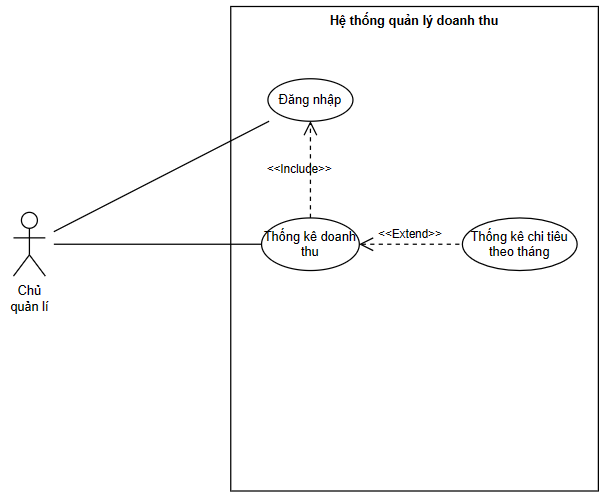 Hệ thống quản lý doanh thu
Đăng nhập
<<Include>>
Thống kê doanh
thu
<<Extend>>
Thống kê chi tiêu
theo tháng
Chủ
quản lí